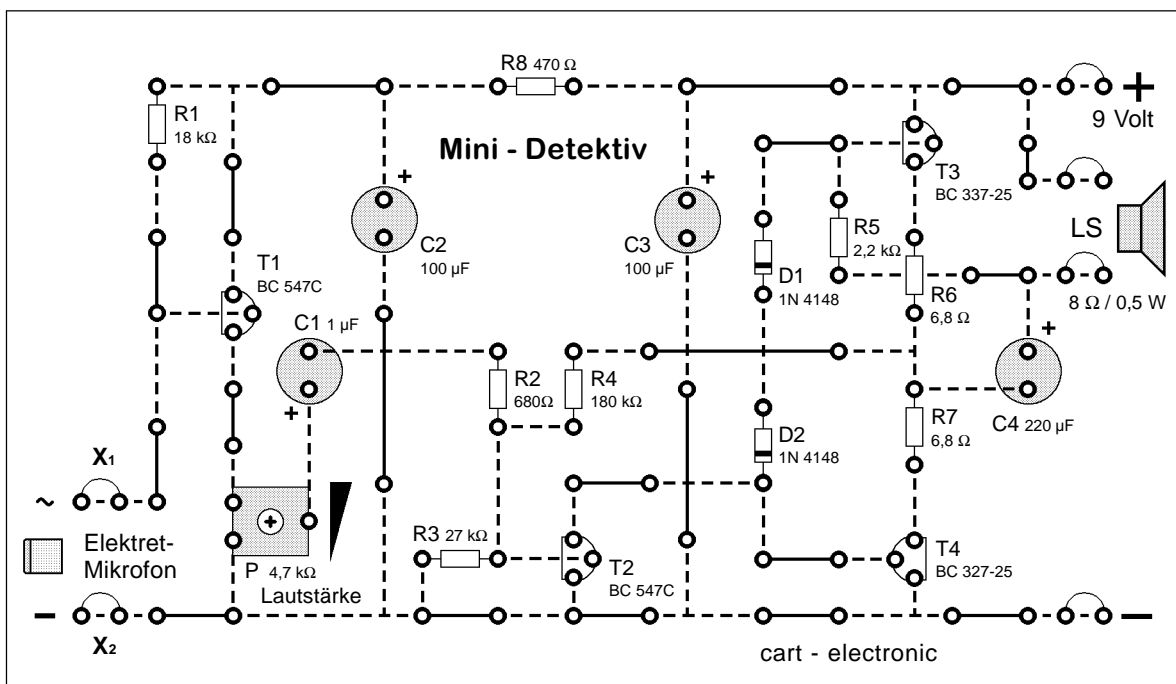 R8 470 Ω
R1
18 kΩ
Mini - Detektiv
+
9 Volt
T3
BC 337-25
+
C2
100 µF
+
C3
100 µF
D1
1N 4148
R5
2,2 kΩ
LS
8 Ω / 0,5 W
T1
BC 547C
R6
6,8 Ω
C1 1 µF
+
R2
680Ω
R4
180 kΩ
+
C4 220 µF
D2
1N 4148
R7
6,8 Ω
X1
~
Elektret-
Mikrofon
+
P 4,7 kΩ
Lautstärke
R3 27 kΩ
T2
BC 547C
T4
BC 327-25
–
X2
–
cart - electronic